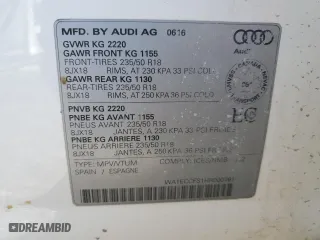 MFD. BY AUDI AG 0616
GVWR KG 2220
GAWR FRONT KG 1155
FRONT-TIRES 235/50 R18
8JX18 RIMS, AT 230 KPA 33 PSI COLD
GAWR REAR KG 1130
REAR-TIRES 235/50 R18
8JX18 RIMS, AT 250 KPA 36 PSI COLD
PNVB KG 2220
PNBE KG AVANT 1155
PNEUS AVANT 235/50 R18
8JX18 JANTES, A 230 KPA 33 PSI
PNBE KG ARRIERE 1130
PNEUS ARRIERE 235/50 R18
8JX18 JANTES, A 250 KPA 36 PSI
TYPE: MPV/VTUM
SPAIN / ESPAGNE
Audi
LC
AUTOBIDMASTER